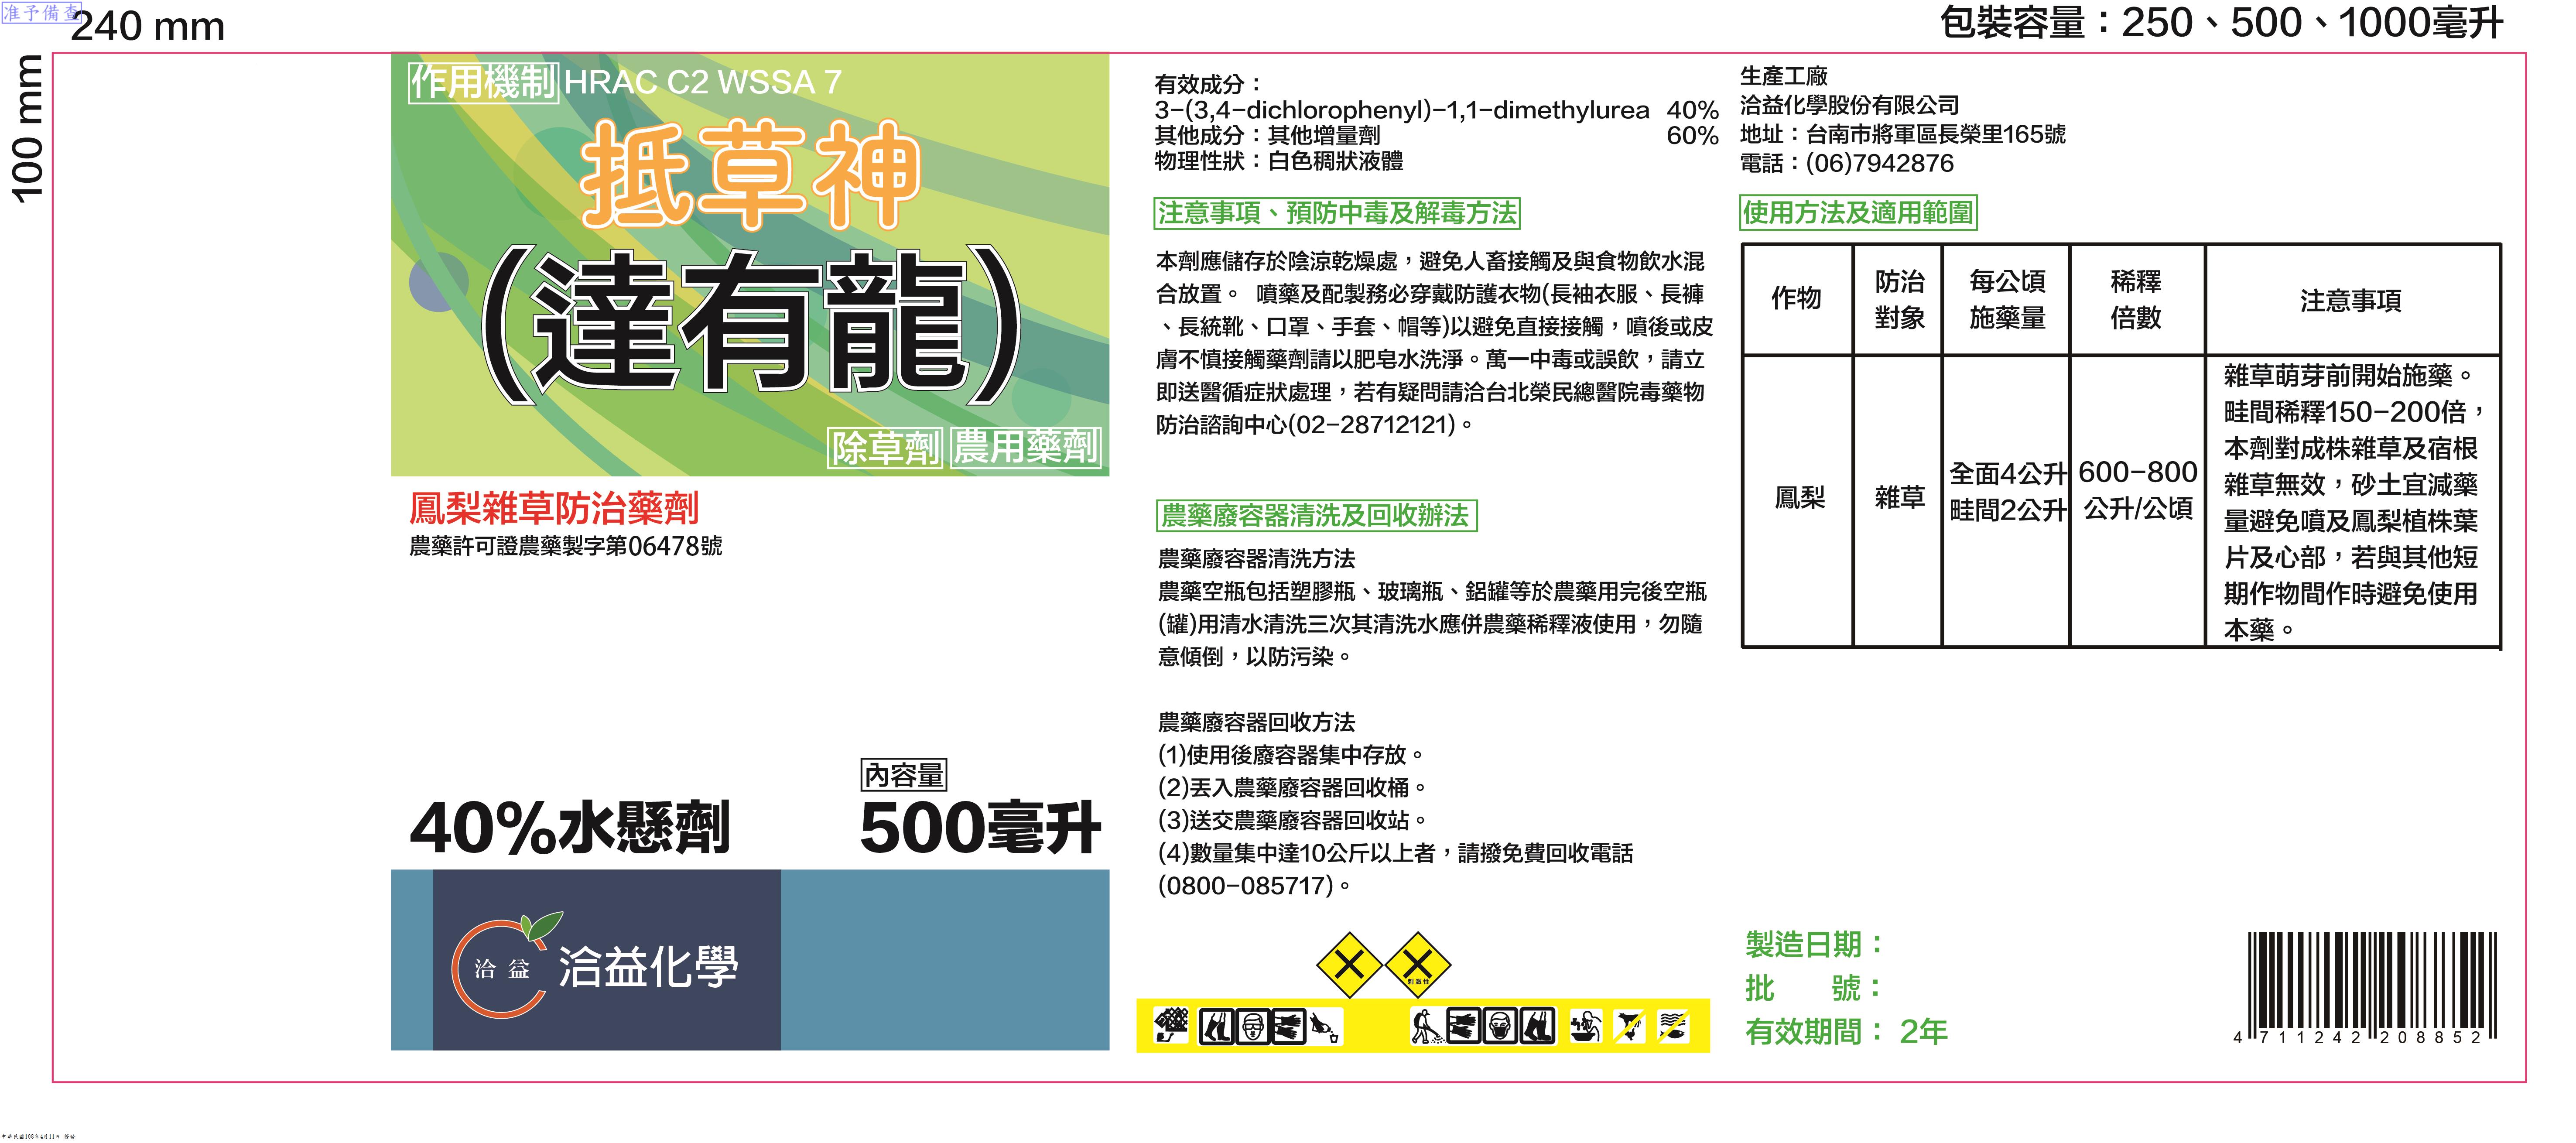 准予備查
240 mm
包裝容量：250、500、1000毫升
100 mm
作用機制 HRAC C2 WSSA 7
抵草神
(達有龍)
除草劑 農用藥劑
鳳梨雜草防治藥劑
農藥許可證農藥製字第06478號
內容量
40%水懸劑 500毫升
洽益 洽益化學
有效成分：
3-(3,4-dichlorophenyl)-1,1-dimethylurea 40%
其他成分：其他增量劑 60%
物理性狀：白色稠狀液體
注意事項、預防中毒及解毒方法
本劑應儲存於陰涼乾燥處，避免人畜接觸及與食物飲水混
合放置。 噴藥及配製務必穿戴防護衣物(長袖衣服、長褲
、長統靴、口罩、手套、帽等)以避免直接接觸，噴後或皮
膚不慎接觸藥劑請以肥皂水洗淨。萬一中毒或誤飲，請立
即送醫循症狀處理，若有疑問請洽台北榮民總醫院毒藥物
防治諮詢中心(02-28712121)。
農藥廢容器清洗及回收辦法
農藥廢容器清洗方法
農藥空瓶包括塑膠瓶、玻璃瓶、鋁罐等於農藥用完後空瓶
(罐)用清水清洗三次其清洗水應併農藥稀釋液使用，勿隨
意傾倒，以防污染。
農藥廢容器回收方法
(1)使用後廢容器集中存放。
(2)丟入農藥廢容器回收桶。
(3)送交農藥廢容器回收站。
(4)數量集中達10公斤以上者，請撥免費回收電話
(0800-085717)。
刺激性
生產工廠
洽益化學股份有限公司
地址：台南市將軍區長榮里165號
電話：(06)7942876
使用方法及適用範圍
作物
防治
對象
每公頃
施藥量
稀釋
倍數
注意事項
鳳梨
雜草
全面4公升
畦間2公升
600-800
公升/公頃
雜草萌芽前開始施藥。
畦間稀釋150-200倍，
本劑對成株雜草及宿根
雜草無效，砂土宜減藥
量避免噴及鳳梨植株葉
片及心部，若與其他短
期作物間作時避免使用
本藥。
製造日期：
批 號：
有效期間： 2年
4 711242 208852
中華民國108年4月11日 簽發